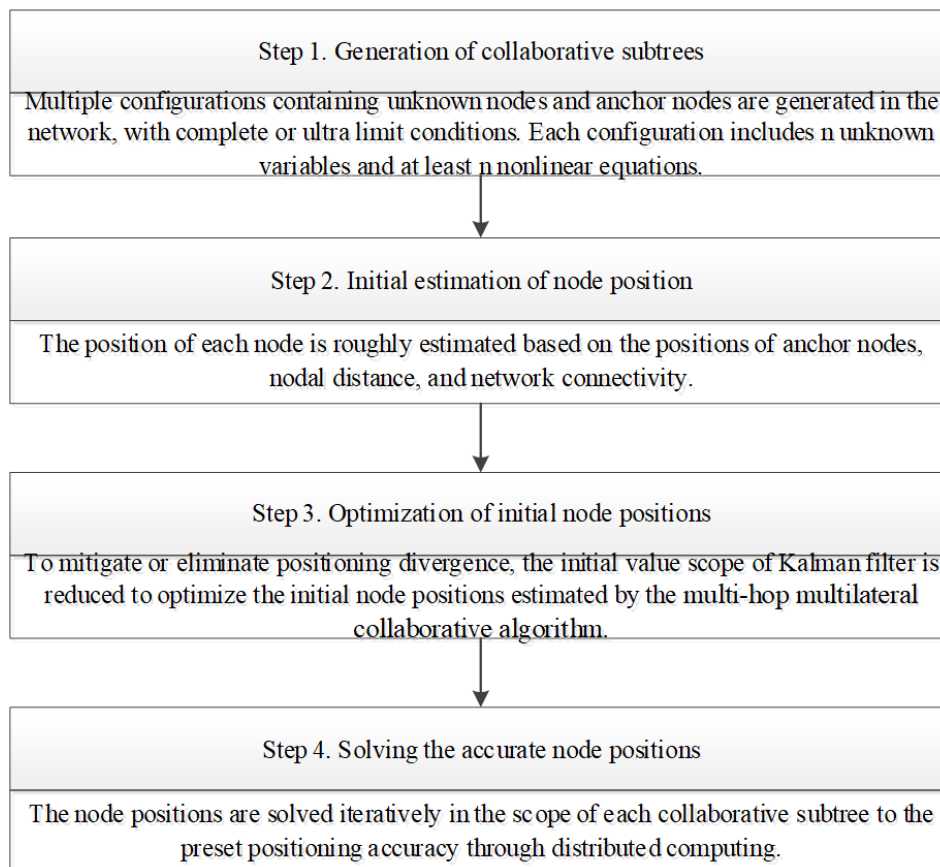 Step 1. Generation of collaborative subtrees
Multiple configurations containing unknown nodes and anchor nodes are generated in the
network, with complete or ultra limit conditions. Each configuration includes n unknown
variables and at least n nonlinear equations.
Step 2. Initial estimation of node position
The position of each node is roughly estimated based on the positions of anchor nodes,
nodal distance, and network connectivity.
Step 3. Optimization of initial node positions
To mitigate or eliminate positioning divergence, the initial value scope of Kalman filter is
reduced to optimize the initial node positions estimated by the multi-hop multilateral
collaborative algorithm.
Step 4. Solving the accurate node positions
The node positions are solved iteratively in the scope of each collaborative subtree to the
preset positioning accuracy through distributed computing.